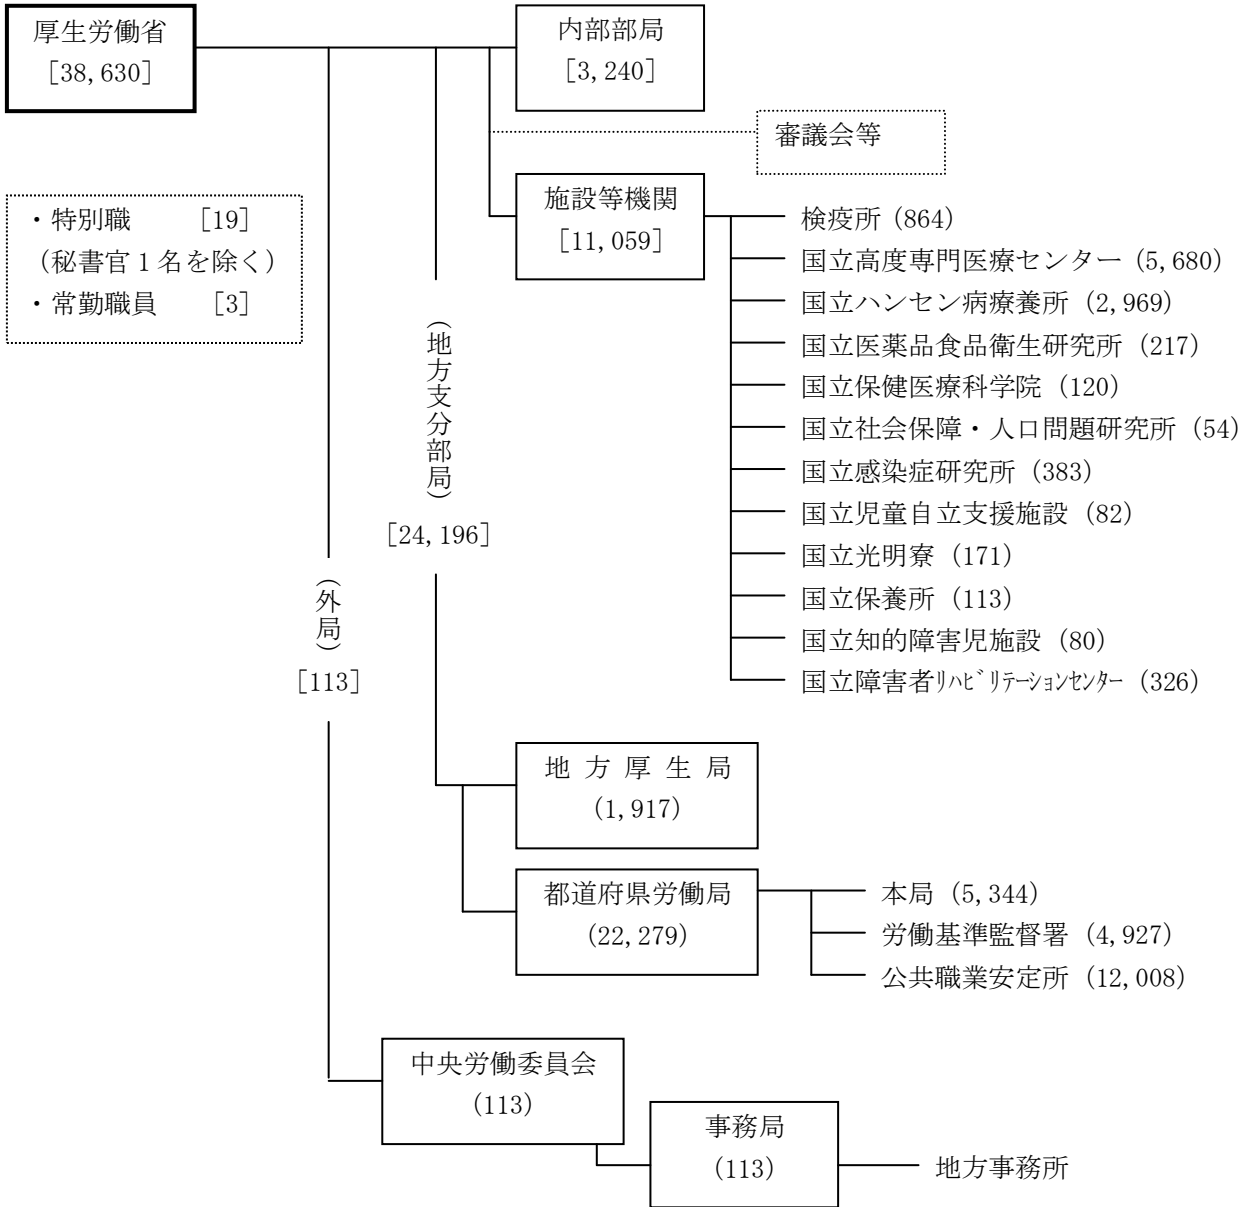 厚生労働省
[38,630]
内部部局
[3,240]
審議会等
・特別職 [19]
(秘書官1名を除く)
・常勤職員 [3]
施設等機関
[11,059]
検疫所 (864)
国立高度専門医療センター (5,680)
国立ハンセン病療養所 (2,969)
国立医薬品食品衛生研究所 (217)
国立保健医療科学院 (120)
国立社会保障・人口問題研究所 (54)
国立感染症研究所 (383)
国立児童自立支援施設 (82)
国立光明寮 (171)
国立保養所 (113)
国立知的障害児施設 (80)
国立障害者ﾘﾊﾋﾞﾘﾃｰｼｮﾝｾﾝﾀｰ (326)
(地方支分部局)
[24,196]
(外局)
[113]
地方厚生局
(1,917)
都道府県労働局
(22,279)
本局 (5,344)
労働基準監督署 (4,927)
公共職業安定所 (12,008)
中央労働委員会
(113)
事務局
(113)
地方事務所